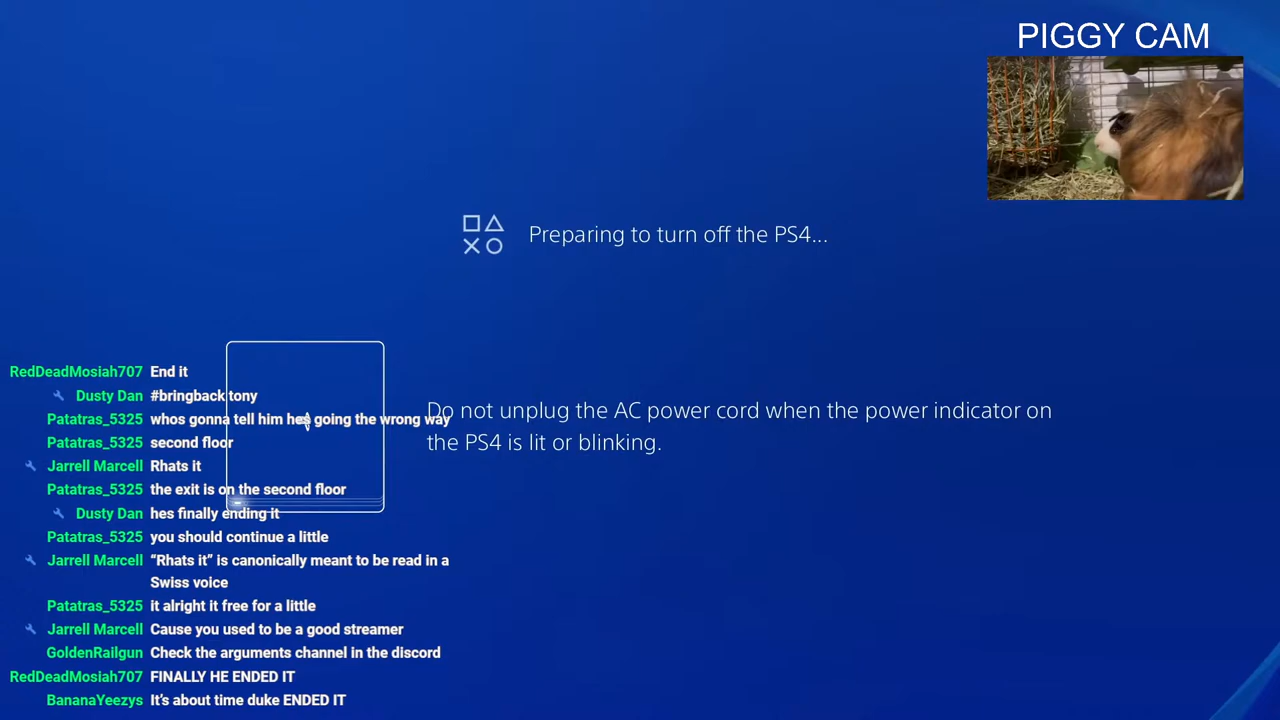 PIGGY CAM
Preparing to turn off the PS4...
Do not unplug the AC power cord when the power indicator on
the PS4 is lit or blinking.
RedDeadMosiah707 End it
Dusty Dan #bringback tony
Patatras_5325 whos gonna tell him hes going the wrong way
Patatras_5325 second floor
Jarrell Marcell Rhats it
Patatras_5325 the exit is on the second floor
Dusty Dan hes finally ending it
Patatras_5325 you should continue a little
Jarrell Marcell “Rhats it” is canonically meant to be read in a
Swiss voice
Patatras_5325 it alright it free for a little
Jarrell Marcell Cause you used to be a good streamer
GoldenRailgun Check the arguments channel in the discord
RedDeadMosiah707 FINALLY HE ENDED IT
BananaYeezys It’s about time duke ENDED IT